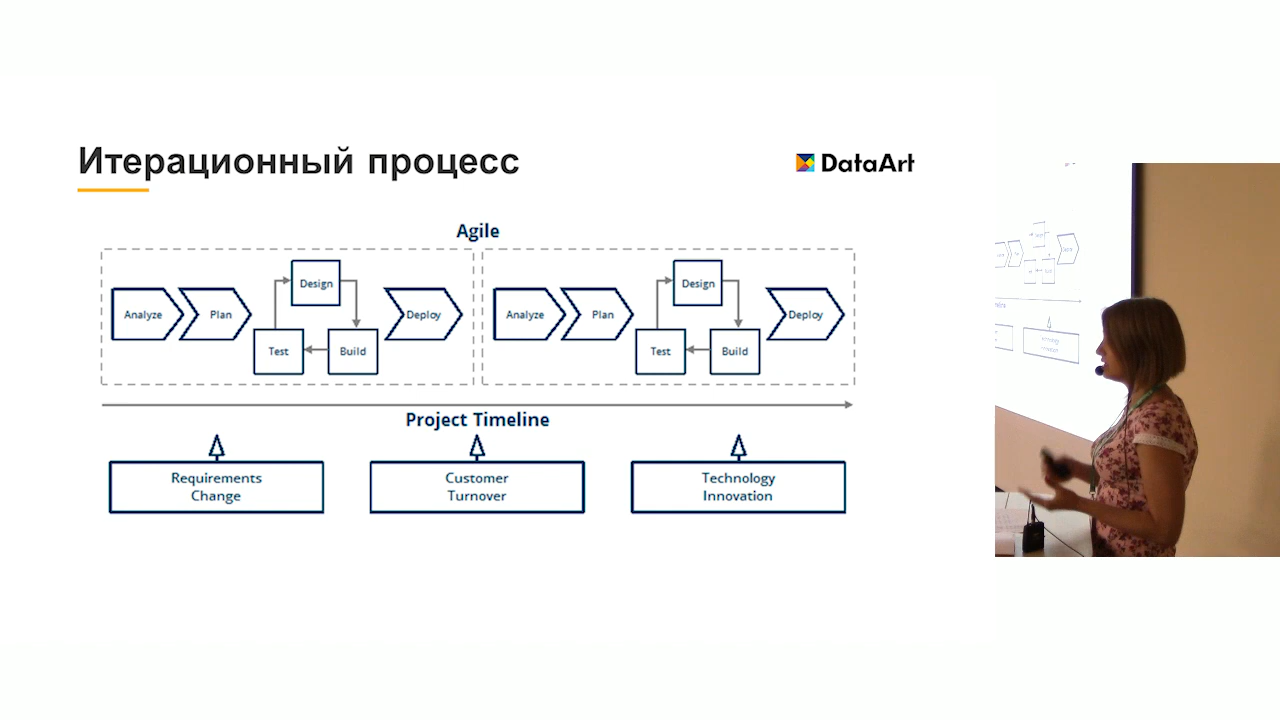 Итерационный процесс
DataArt
Agile
Analyze
Plan
Design
Test
Build
Deploy
Analyze
Plan
Design
Test
Build
Deploy
Project Timeline
Requirements
Change
Customer
Turnover
Technology
Innovation